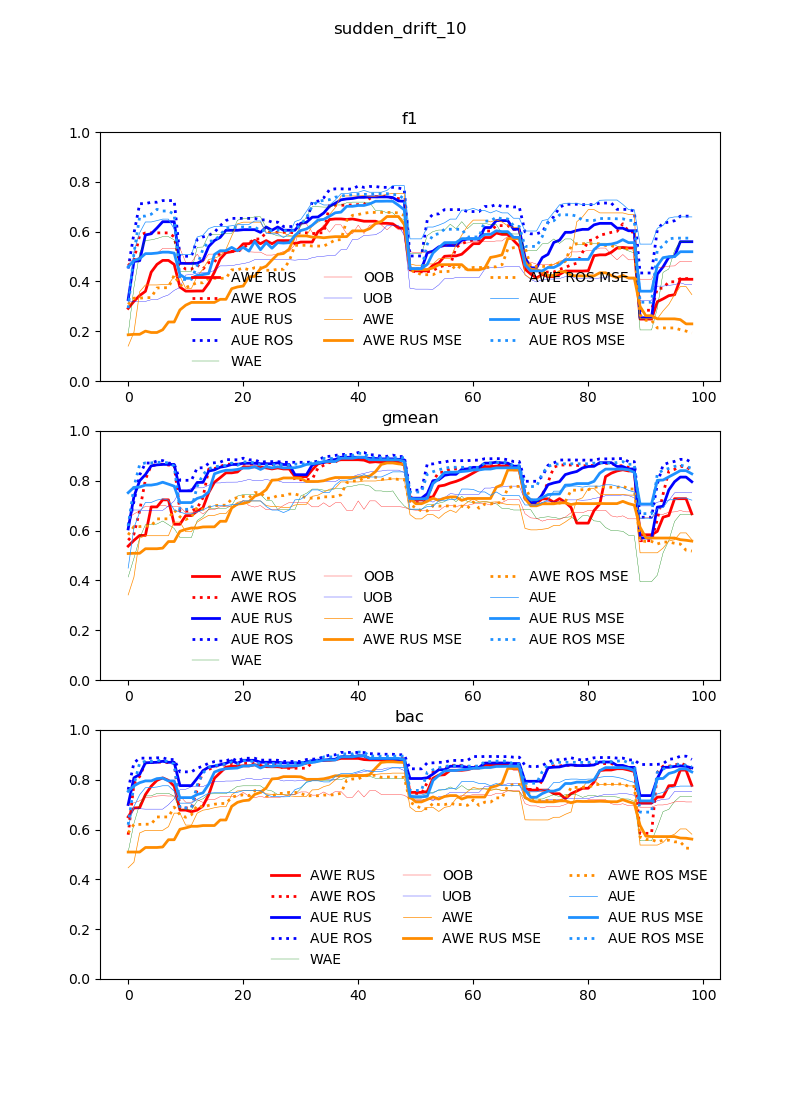 sudden_drift_10
f1
1.0
0.8
0.6
0.4
0.2
0.0
AWE RUS OOB AWE ROS MSE
AWE ROS UOB AUE
AUE RUS AWE AUE RUS MSE
AUE ROS AWE RUS MSE AUE ROS MSE
WAE
0 20 40 60 80 100
gmean
1.0
0.8
0.6
0.4
0.2
0.0
AWE RUS OOB AWE ROS MSE
AWE ROS UOB AUE
AUE RUS AWE AUE RUS MSE
AUE ROS AWE RUS MSE AUE ROS MSE
WAE
0 20 40 60 80 100
bac
1.0
0.8
0.6
0.4
0.2
0.0
AWE RUS OOB AWE ROS MSE
AWE ROS UOB AUE
AUE RUS AWE AUE RUS MSE
AUE ROS AWE RUS MSE AUE ROS MSE
WAE
0 20 40 60 80 100